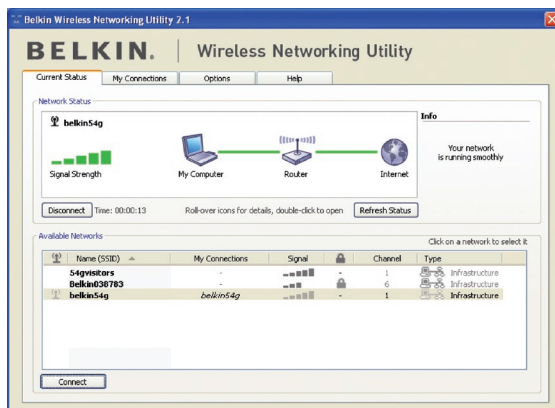 Belkin Wireless Networking Utility 2.1
BELKIN. | Wireless Networking Utility
Current Status My Connections Options Help
Network Status
belkin54g
Signal Strength My Computer Router Internet
Info
Your network
is running smoothly
Disconnect Time: 00:00:13 Roll-over icons for details, double-click to open Refresh Status
Available Networks
Click on a network to select it
Name (SSID) My Connections Signal Channel Type
54gvisitors - - 1 Infrastructure
Belkin038783 - 6 Infrastructure
belkin54g belkin54g - 1 Infrastructure
Connect